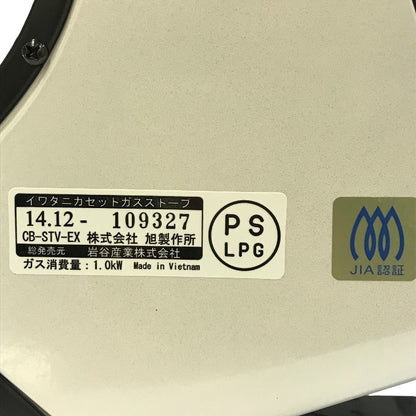 イワタニカセットガスストーブ
14.12- 109327
CB-STV-EX 株式会社 旭製作所
総発売元 岩谷産業株式会社
ガス消費量：1.0kW Made in Vietnam
PS
LPG
JIA認証